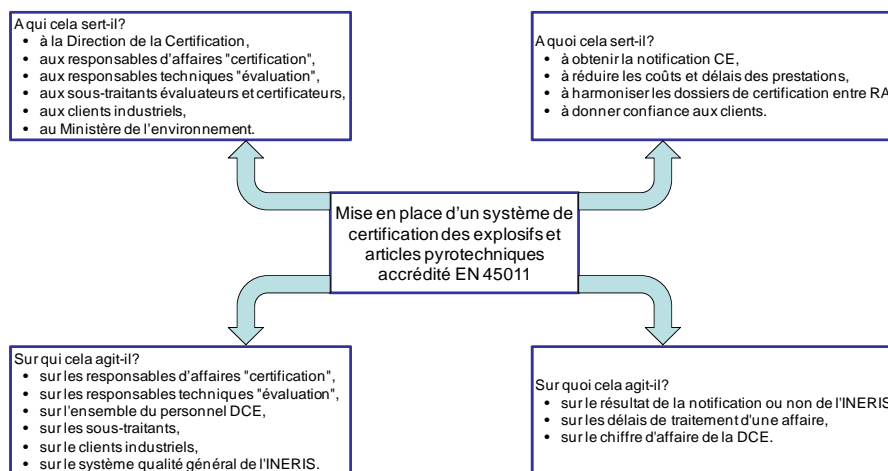 A qui cela sert-il?
• à la Direction de la Certification,
• aux responsables d'affaires "certification",
• aux responsables techniques "évaluation",
• aux sous-traitants évaluateurs et certificateurs,
• aux clients industriels,
• au Ministère de l'environnement.
A quoi cela sert-il?
• à obtenir la notification CE,
• à réduire les coûts et délais des prestations,
• à harmoniser les dossiers de certification entre RA
• à donner confiance aux clients.
Mise en place d'un système de
certification des explosifs et
articles pyrotechniques
accrédité EN 45011
Sur qui cela agit-il?
• sur les responsables d'affaires "certification",
• sur les responsables techniques "évaluation",
• sur l'ensemble du personnel DCE,
• sur les sous-traitants,
• sur le clients industriels,
• sur le système qualité général de l'INERIS.
Sur quoi cela agit-il?
• sur le résultat de la notification ou non de l'INERIS
• sur les délais de traitement d'une affaire,
• sur le chiffre d'affaire de la DCE.